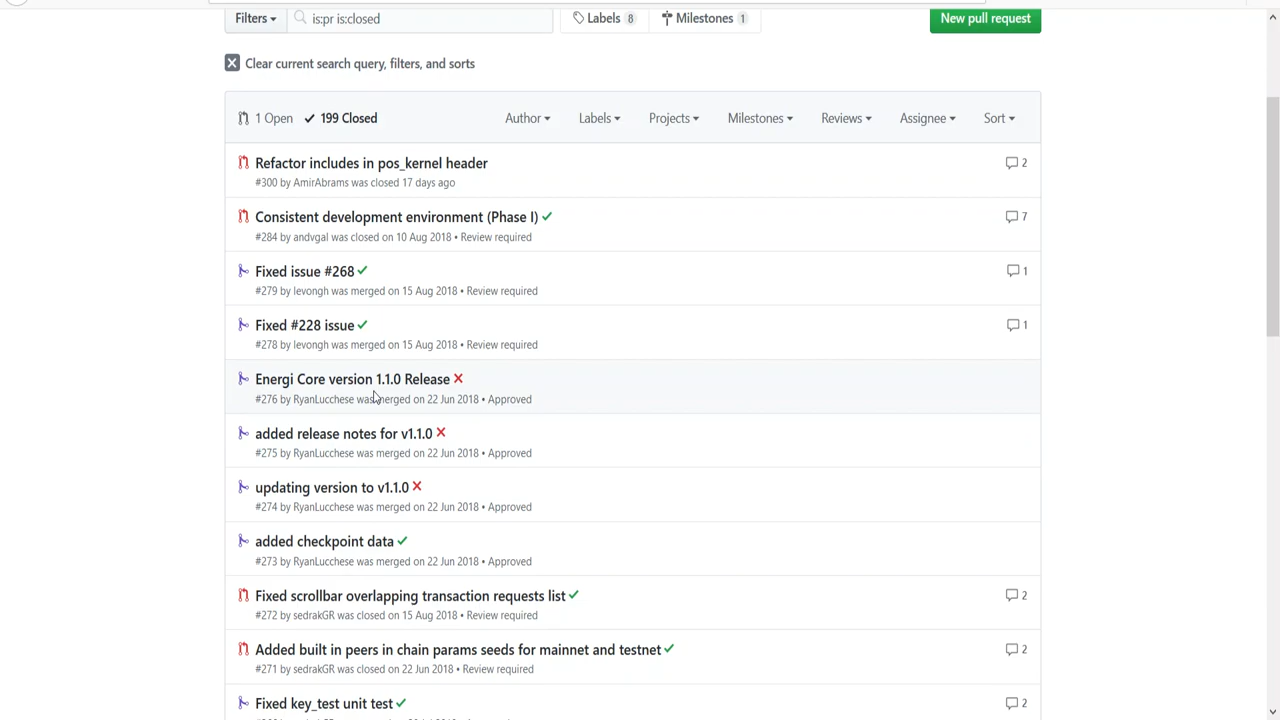 Filters is:pr is:closed Labels 8 Milestones 1 New pull request
Clear current search query, filters, and sorts
1 Open 199 Closed Author Labels Projects Milestones Reviews Assignee Sort
Refactor includes in pos_kernel header 2
#300 by AmirAbrams was closed 17 days ago
Consistent development environment (Phase I) 7
#284 by andvgal was closed on 10 Aug 2018 • Review required
Fixed issue #268 1
#279 by levongh was merged on 15 Aug 2018 • Review required
Fixed #228 issue 1
#278 by levongh was merged on 15 Aug 2018 • Review required
Energi Core version 1.1.0 Release
#276 by RyanLucchese was merged on 22 Jun 2018 • Approved
added release notes for v1.1.0
#275 by RyanLucchese was merged on 22 Jun 2018 • Approved
updating version to v1.1.0
#274 by RyanLucchese was merged on 22 Jun 2018 • Approved
added checkpoint data
#273 by RyanLucchese was merged on 22 Jun 2018 • Approved
Fixed scrollbar overlapping transaction requests list 2
#272 by sedrakGR was closed on 15 Aug 2018 • Review required
Added built in peers in chain params seeds for mainnet and testnet 2
#271 by sedrakGR was closed on 22 Jun 2018 • Review required
Fixed key_test unit test 2